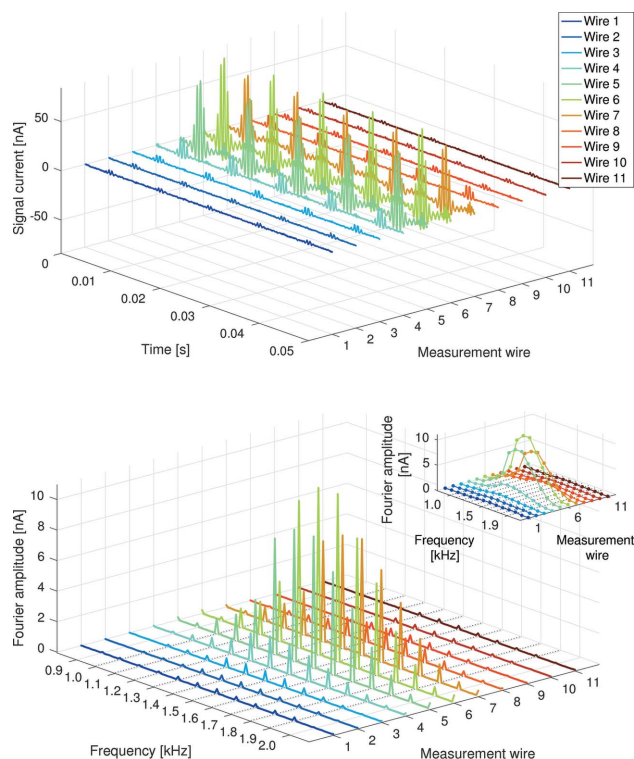 Wire 1
Wire 2
Wire 3
Wire 4
Wire 5
Wire 6
Wire 7
Wire 8
Wire 9
Wire 10
Wire 11
Signal current [nA]
50
0
-50
0
0.01
0.02
0.03
0.04
0.05
Time [s]
1
2
3
4
5
6
7
8
9
10
11
Measurement wire
Fourier amplitude
[nA]
10
5
0
1.0
1.5
1.9
Frequency
[kHz]
1
6
11
Measurement
wire
Fourier amplitude [nA]
10
8
6
4
2
0
0.9
1.0
1.1
1.2
1.3
1.4
1.5
1.6
1.7
1.8
1.9
2.0
Frequency [kHz]
1
2
3
4
5
6
7
8
9
10
11
Measurement wire